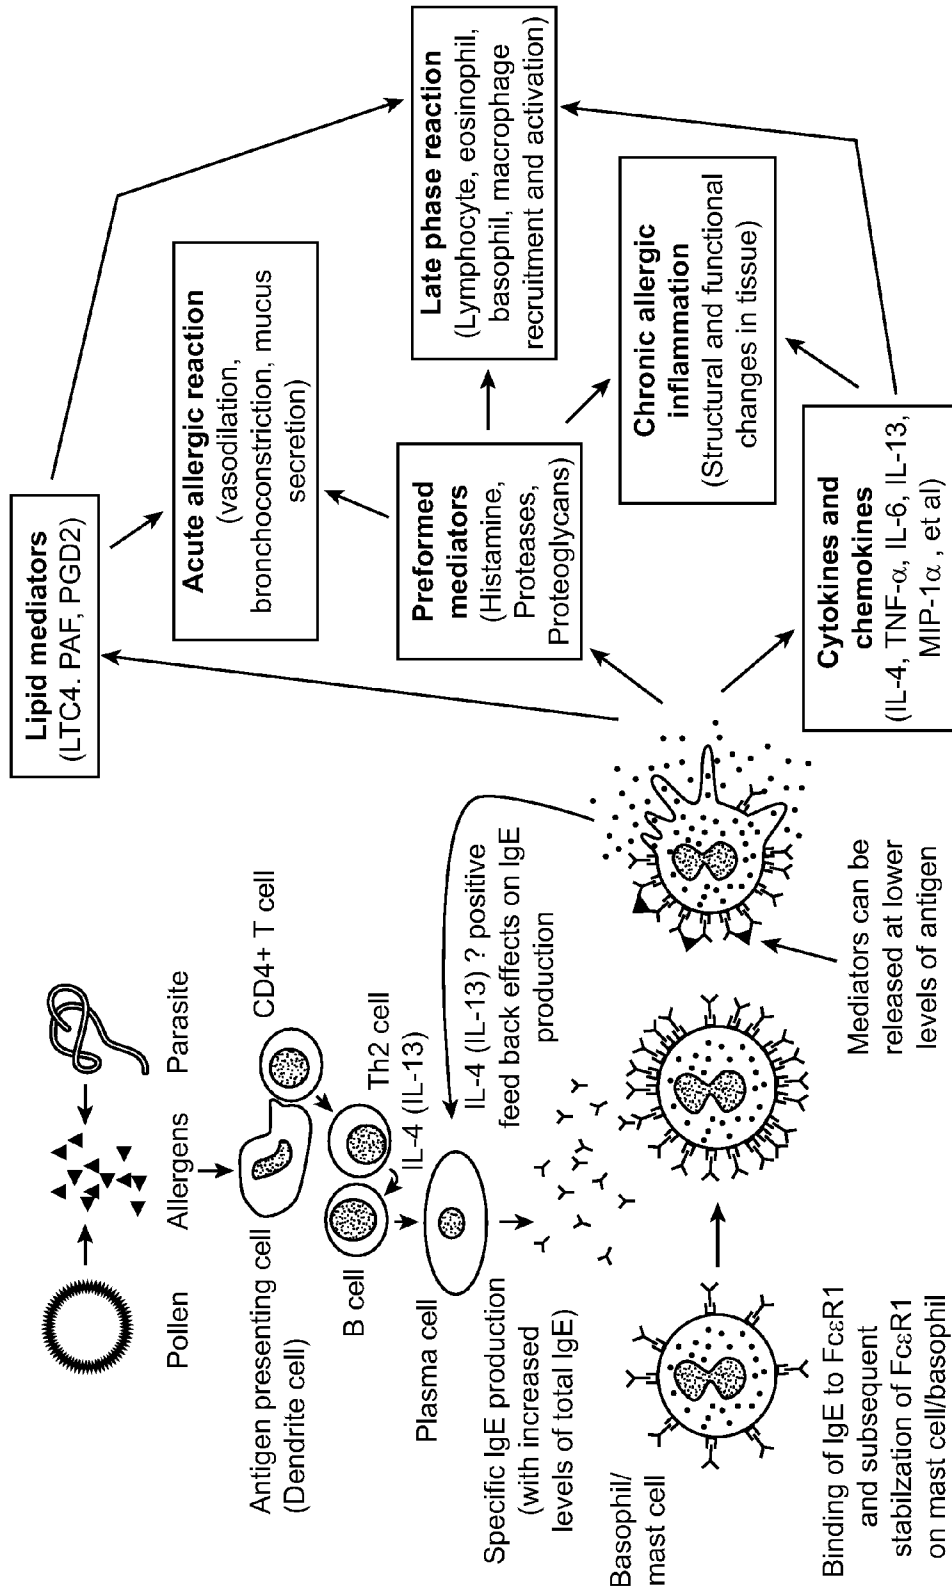 Pollen
Allergens
Parasite
Antigen presenting cell
(Dendrite cell)
CD4+ T cell
B cell
Th2 cell
IL-4 (IL-13)
Plasma cell
IL-4 (IL-13) ? positive
feed back effects on IgE
production
Specific IgE production
(with increased
levels of total IgE)
Basophil/
mast cell
Binding of IgE to FcεR1
and subsequent
stabilzation of FcεR1
on mast cell/basophil
Mediators can be
released at lower
levels of antigen
Lipid mediators
(LTC4. PAF, PGD2)
Acute allergic reaction
(vasodilation,
bronchoconstriction, mucus
secretion)
Preformed
mediators
(Histamine,
Proteases,
Proteoglycans)
Late phase reaction
(Lymphocyte, eosinophil,
basophil, macrophage
recruitment and activation)
Chronic allergic
inflammation
(Structural and functional
changes in tissue)
Cytokines and
chemokines
(IL-4, TNF-α, IL-6, IL-13,
MIP-1α, et al)